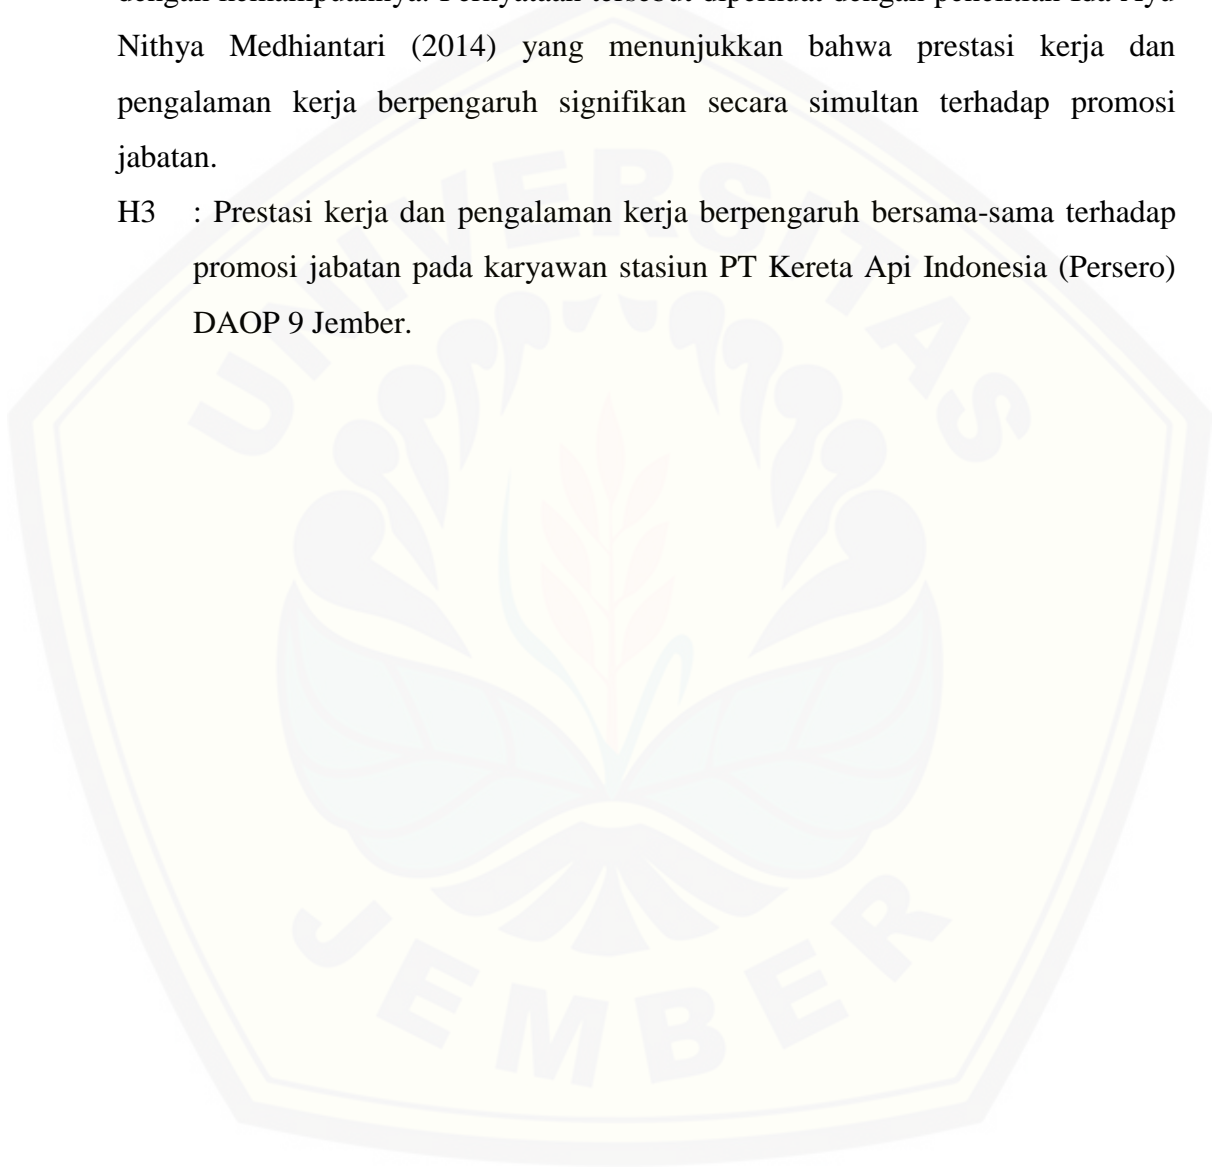 Nithya Medhiantari (2014) yang menunjukkan bahwa prestasi kerja dan
pengalaman kerja berpengaruh signifikan secara simultan terhadap promosi
jabatan.
H3 : Prestasi kerja dan pengalaman kerja berpengaruh bersama-sama terhadap
promosi jabatan pada karyawan stasiun PT Kereta Api Indonesia (Persero)
DAOP 9 Jember.
UNIVERSITAS
JEMBER